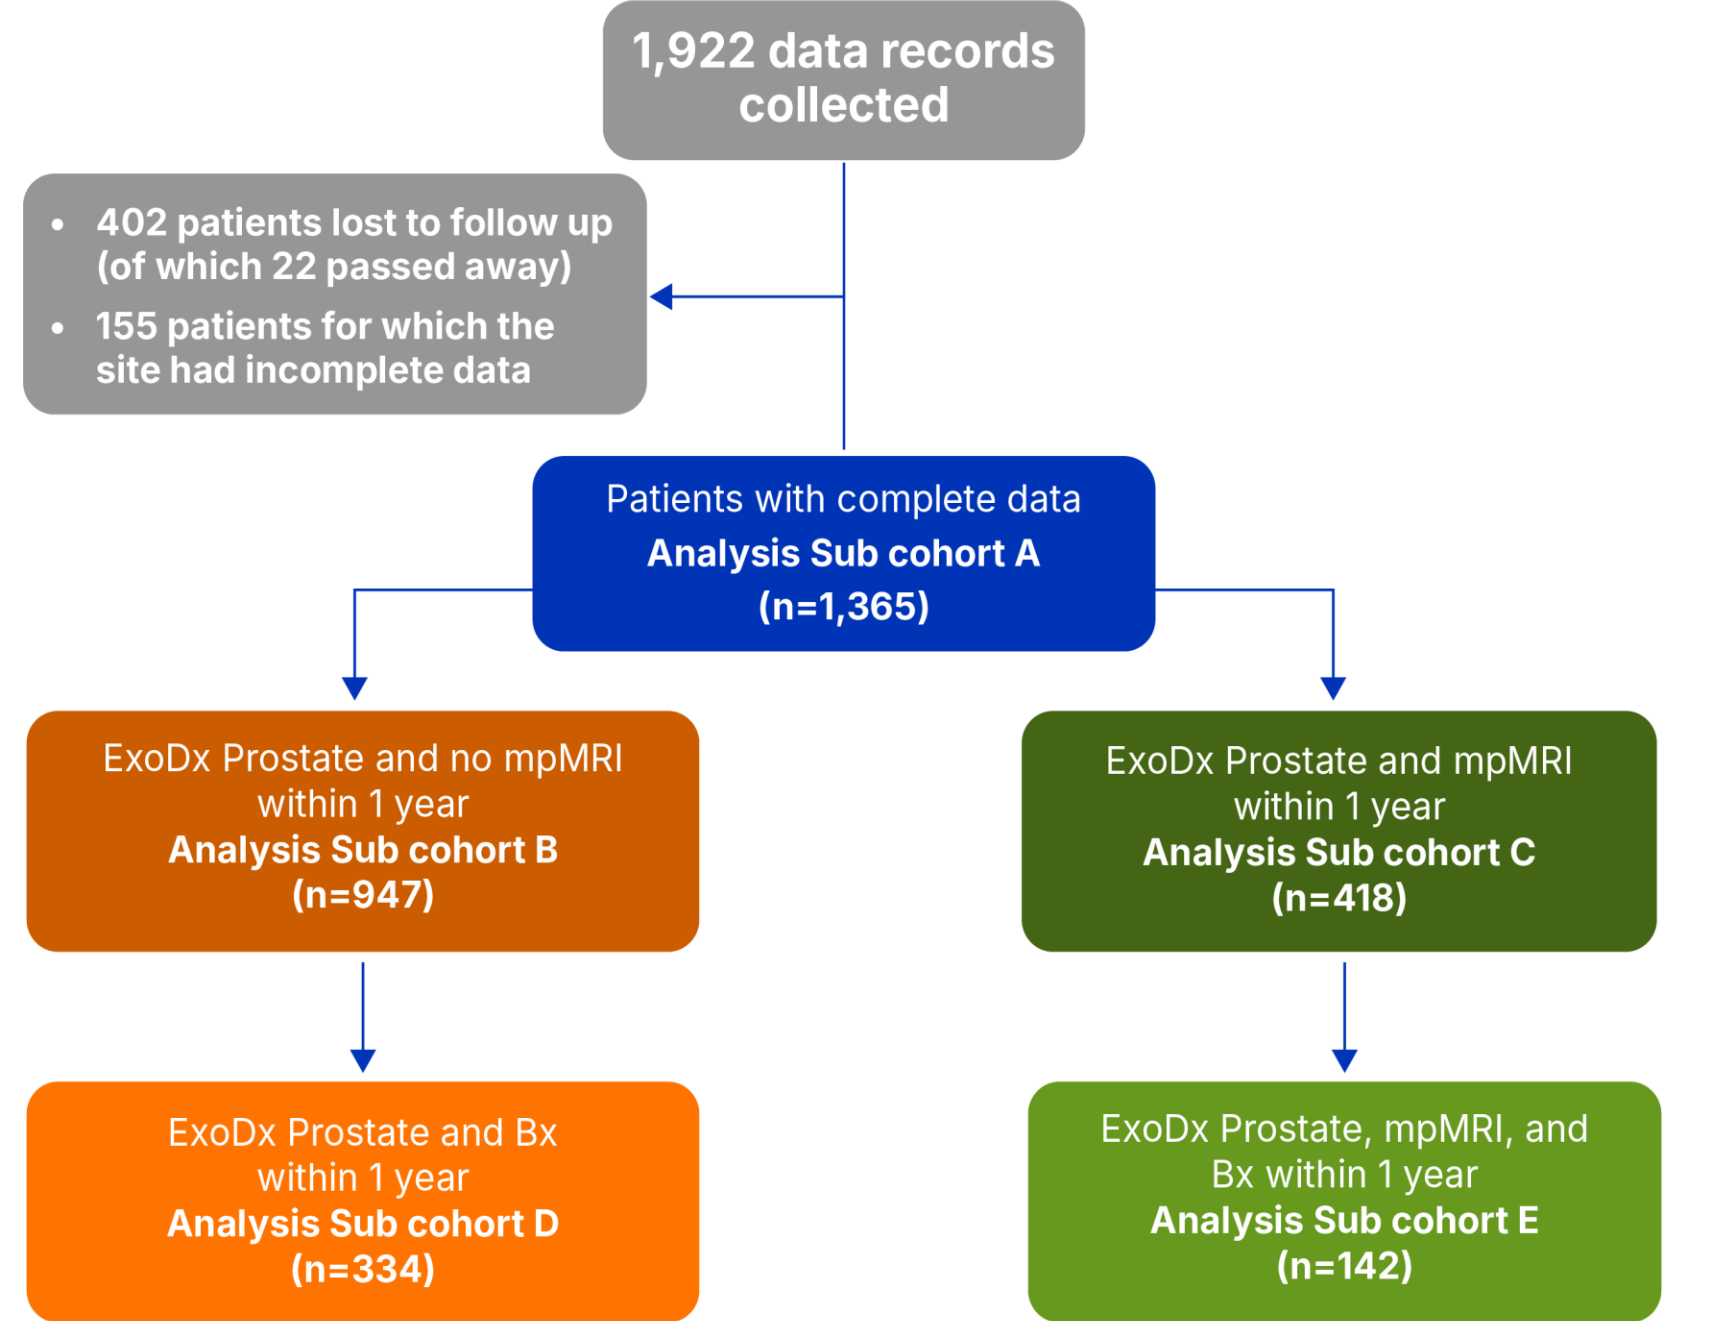 1,922 data records
collected
• 402 patients lost to follow up
(of which 22 passed away)
• 155 patients for which the
site had incomplete data
Patients with complete data
Analysis Sub cohort A
(n=1,365)
ExoDx Prostate and no mpMRI
within 1 year
Analysis Sub cohort B
(n=947)
ExoDx Prostate and mpMRI
within 1 year
Analysis Sub cohort C
(n=418)
ExoDx Prostate and Bx
within 1 year
Analysis Sub cohort D
(n=334)
ExoDx Prostate, mpMRI, and
Bx within 1 year
Analysis Sub cohort E
(n=142)